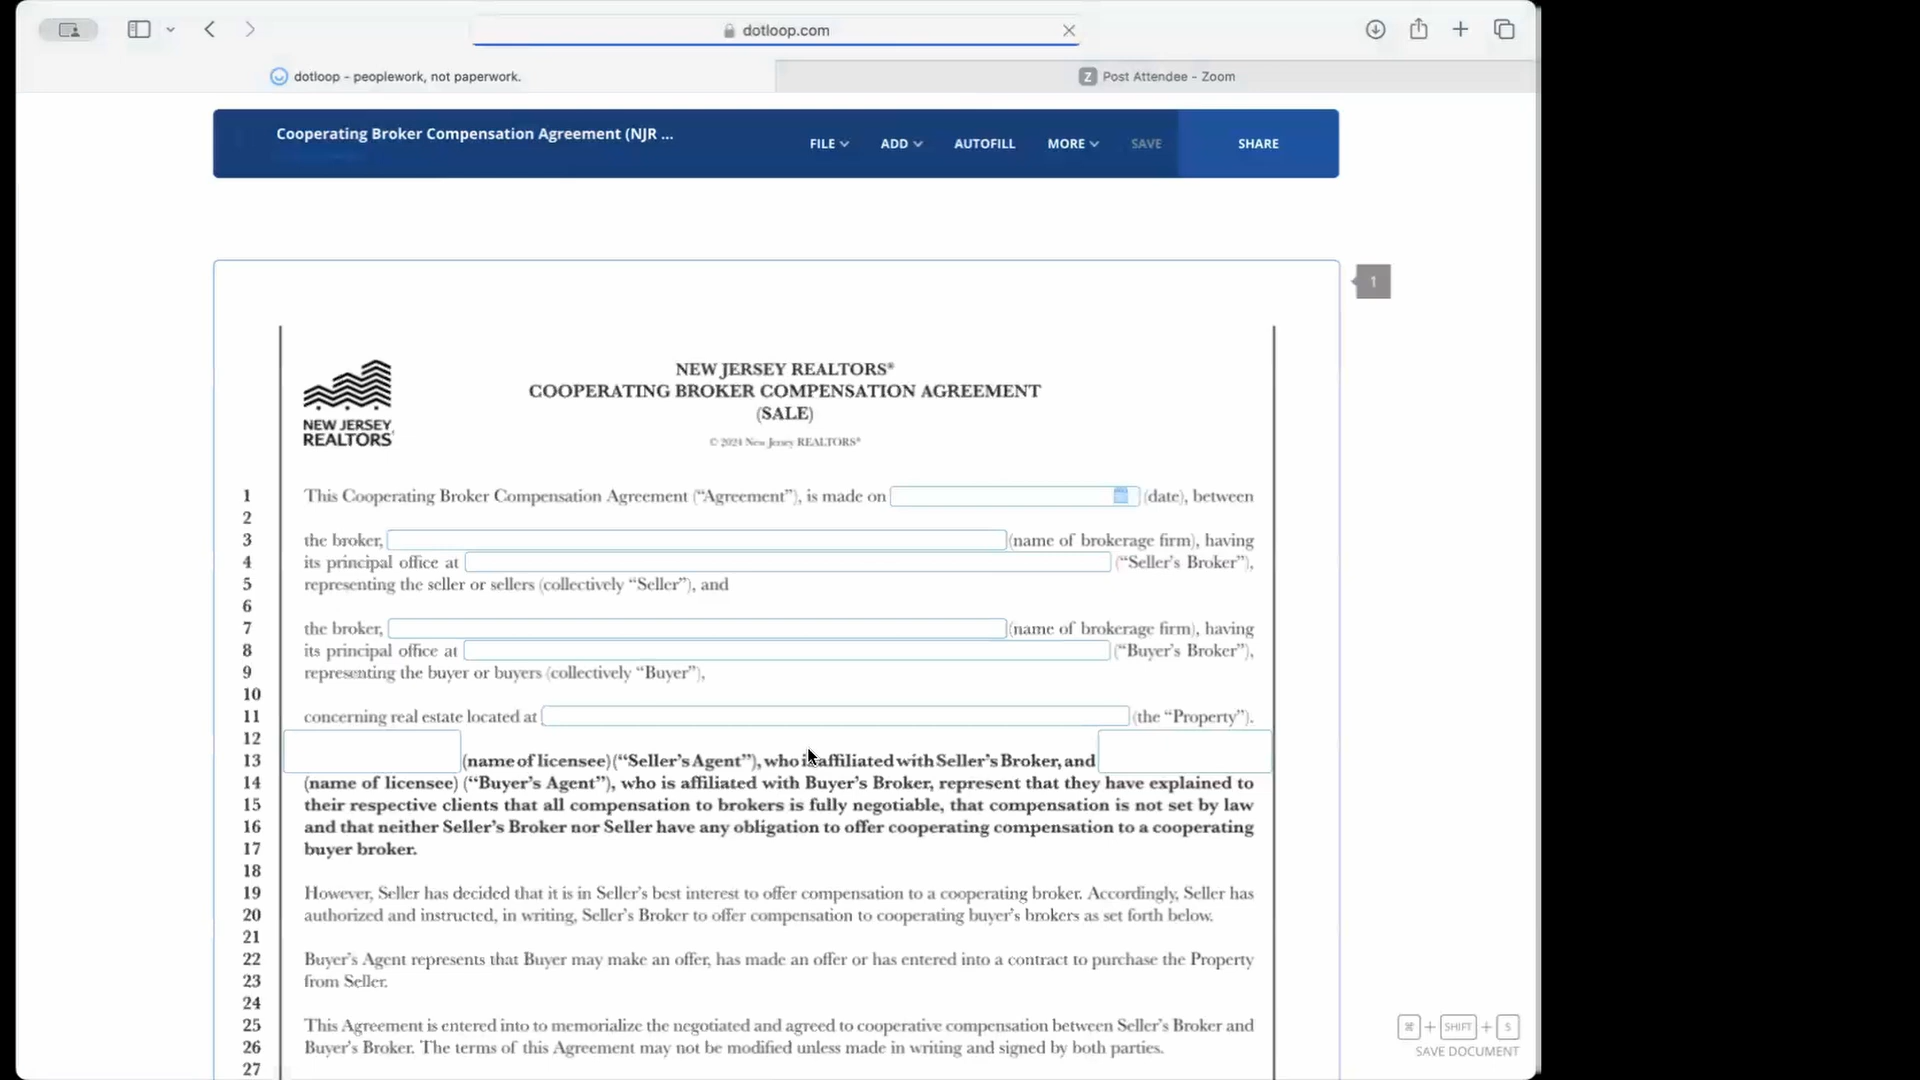 dotloop.com
dotloop – peoplework, not paperwork.
Z Post Attendee - Zoom
Cooperating Broker Compensation Agreement (NJR ...
FILE ADD AUTOFILL MORE SAVE SHARE
1
NEW JERSEY REALTORS®
COOPERATING BROKER COMPENSATION AGREEMENT
(SALE)
NEW JERSEY
REALTORS®
© 2024 New Jersey REALTORS®
1 This Cooperating Broker Compensation Agreement (“Agreement”), is made on (date), between
2
3 the broker, (name of brokerage firm), having
4 its principal office at (“Seller’s Broker”),
5 representing the seller or sellers (collectively “Seller”), and
6
7 the broker, (name of brokerage firm), having
8 its principal office at (“Buyer’s Broker”),
9 representing the buyer or buyers (collectively “Buyer”),
10
11 concerning real estate located at (the “Property”).
12
13 (name of licensee) (“Seller’s Agent”), who is affiliated with Seller’s Broker, and
14 (name of licensee) (“Buyer’s Agent”), who is affiliated with Buyer’s Broker, represent that they have explained to
15 their respective clients that all compensation to brokers is fully negotiable, that compensation is not set by law
16 and that neither Seller’s Broker nor Seller have any obligation to offer cooperating compensation to a cooperating
17 buyer broker.
18
19 However, Seller has decided that it is in Seller’s best interest to offer compensation to a cooperating broker. Accordingly, Seller has
20 authorized and instructed, in writing, Seller’s Broker to offer compensation to cooperating buyer’s brokers as set forth below.
21
22 Buyer’s Agent represents that Buyer may make an offer, has made an offer or has entered into a contract to purchase the Property
23 from Seller.
24
25 This Agreement is entered into to memorialize the negotiated and agreed to cooperative compensation between Seller’s Broker and
26 Buyer’s Broker. The terms of this Agreement may not be modified unless made in writing and signed by both parties.
27
⌘ + SHIFT + S
SAVE DOCUMENT